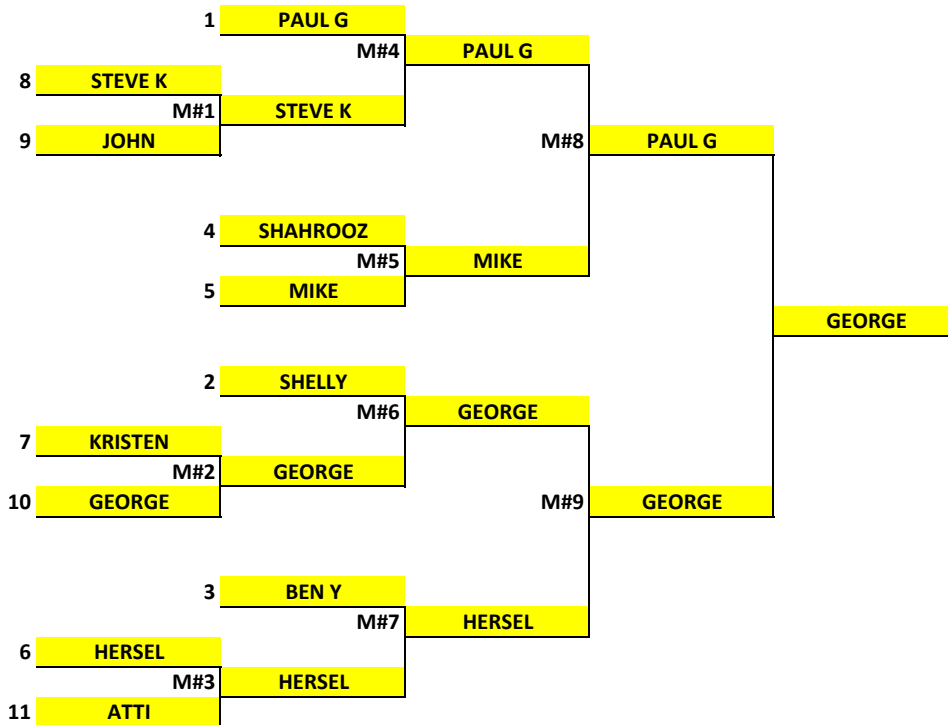 1 PAUL G
M#4 PAUL G
8 STEVE K
M#1 STEVE K
9 JOHN
M#8 PAUL G
4 SHAHROOZ
M#5 MIKE
5 MIKE
GEORGE
2 SHELLY
M#6 GEORGE
7 KRISTEN
M#2 GEORGE
10 GEORGE
M#9 GEORGE
3 BEN Y
M#7 HERSEL
6 HERSEL
M#3 HERSEL
11 ATTI